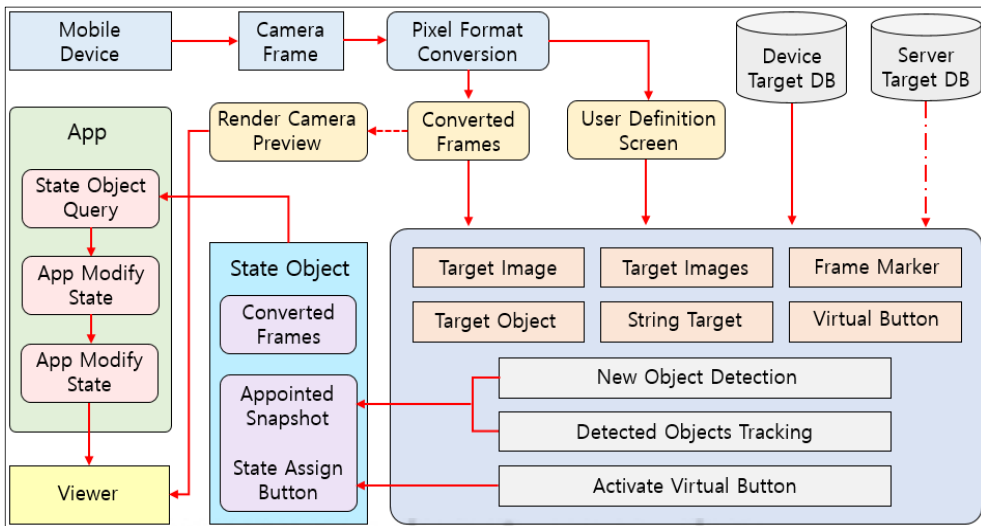 Mobile
Device
Camera
Frame
Pixel Format
Conversion
Device
Target DB
Server
Target DB
App
Render Camera
Preview
Converted
Frames
User Definition
Screen
State Object
Query
App Modify
State
App Modify
State
Viewer
State Object
Converted
Frames
Appointed
Snapshot
State Assign
Button
Target Image
Target Images
Frame Marker
Target Object
String Target
Virtual Button
New Object Detection
Detected Objects Tracking
Activate Virtual Button